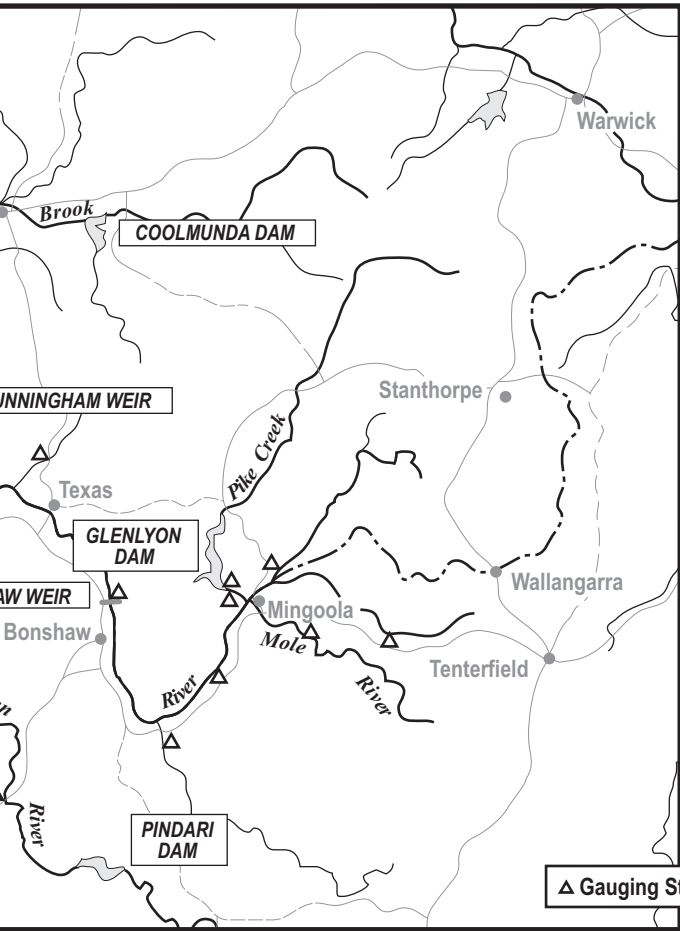 Warwick
Brook
COOLMUNDA DAM
Stanthorpe
UNNINGHAM WEIR
Pike Creek
Texas
GLENLYON
DAM
Wallangarra
AW WEIR
Mingoola
Bonshaw
Mole
River
Tenterfield
River
n
River
PINDARI
DAM
Gauging St